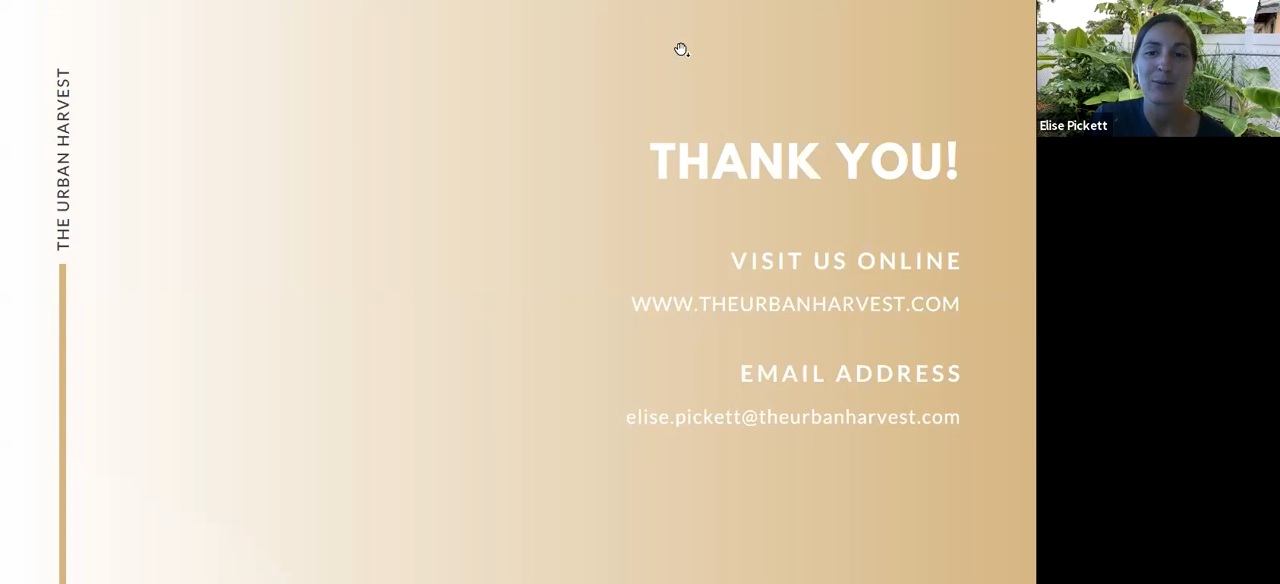 THE URBAN HARVEST
THANK YOU!
VISIT US ONLINE
WWW.THEURBANHARVEST.COM
EMAIL ADDRESS
elise.pickett@theurbanharvest.com
Elise Pickett